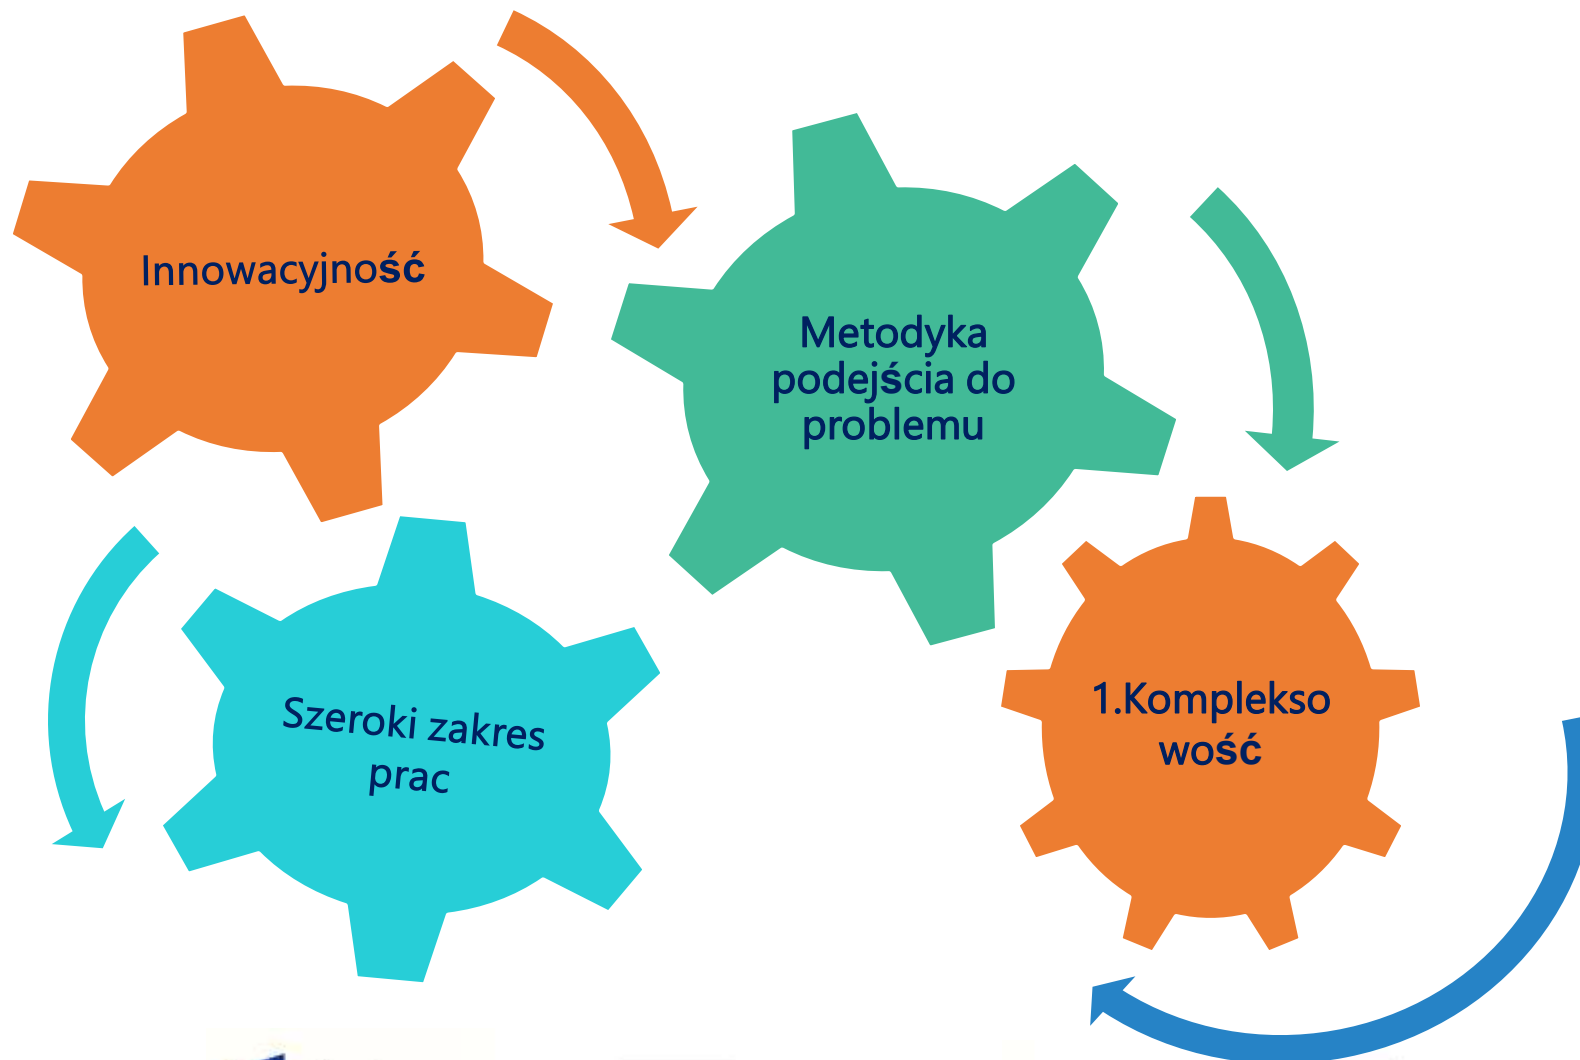 Innowacyjność
Metodyka
podejścia do
problemu
Szeroki zakres
prac
1.Komplekso
wość